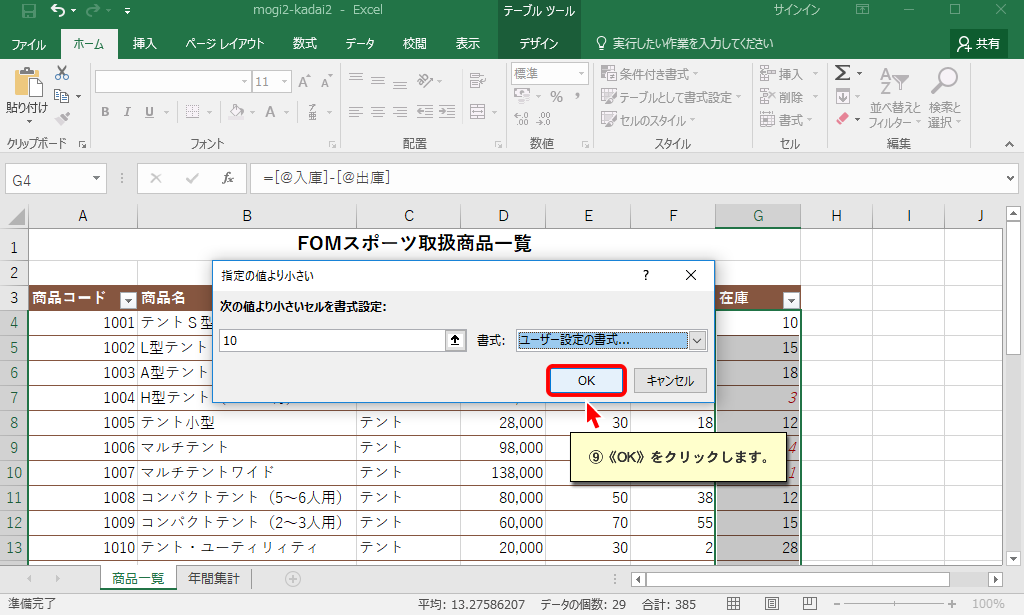 mogi2-kadai2 - Excel
テーブル ツール
サインイン
ファイル ホーム 挿入 ページ レイアウト 数式 データ 校閲 表示 デザイン 実行したい作業を入力してください 共有
貼り付け
11
A A
標準
条件付き書式
テーブルとして書式設定
セルのスタイル
挿入
削除
書式
Σ
並べ替えと
フィルター
検索と
選択
B I U
%
クリップボード フォント 配置 数値 スタイル セル 編集
G4
fx
=[@入庫]-[@出庫]
A B C D E F G H I J
1 FOMスポーツ取扱商品一覧
2
3 商品コード 商品名 在庫
4 1001 テントS型 10
5 1002 L型テント 15
6 1003 A型テント 18
7 1004 H型テント 3
8 1005 テント小型 テント 28,000 30 18 12
9 1006 マルチテント テント 98,000 4
10 1007 マルチテントワイド テント 138,000 1
11 1008 コンパクトテント（5～6人用） テント 80,000 50 38 12
12 1009 コンパクトテント（2～3人用） テント 60,000 70 55 15
13 1010 テント・ユーティリィティ テント 20,000 30 2 28
指定の値より小さい
?
次の値より小さいセルを書式設定:
10
書式:
ユーザー設定の書式...
OK
キャンセル
⑨《OK》をクリックします。
商品一覧 年間集計
準備完了
平均: 13.27586207 データの個数: 29 合計: 385
100%